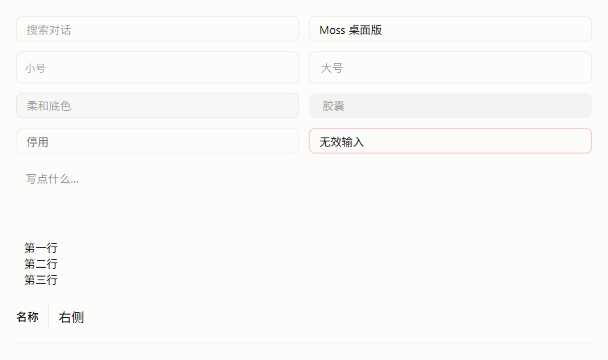 搜索对话
Moss 桌面版
小号
大号
柔和底色
胶囊
停用
无效输入
写点什么...
第一行
第二行
第三行
名称
右侧